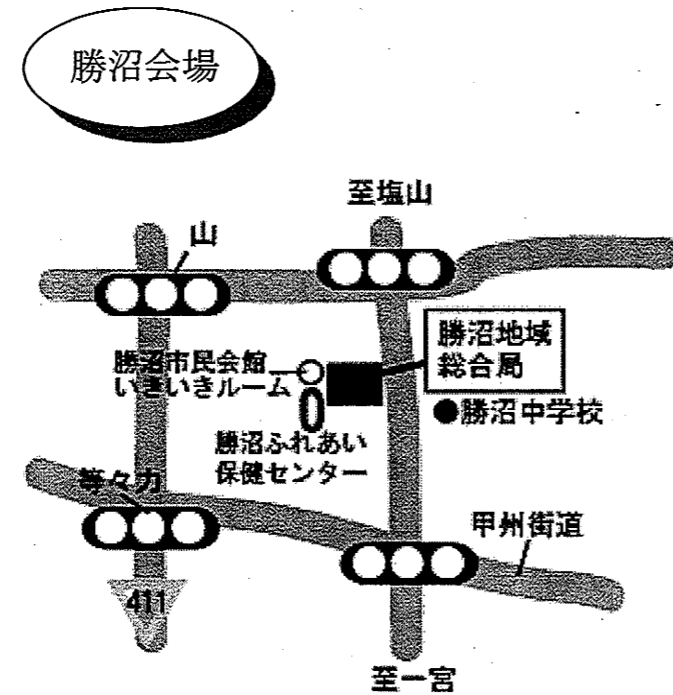 勝沼会場
至塩山
山
勝沼地域
総合局
勝沼市民会館
いきいきルーム
●勝沼中学校
勝沼ふれあい
保健センター
等々力
甲州街道
411
至一宮